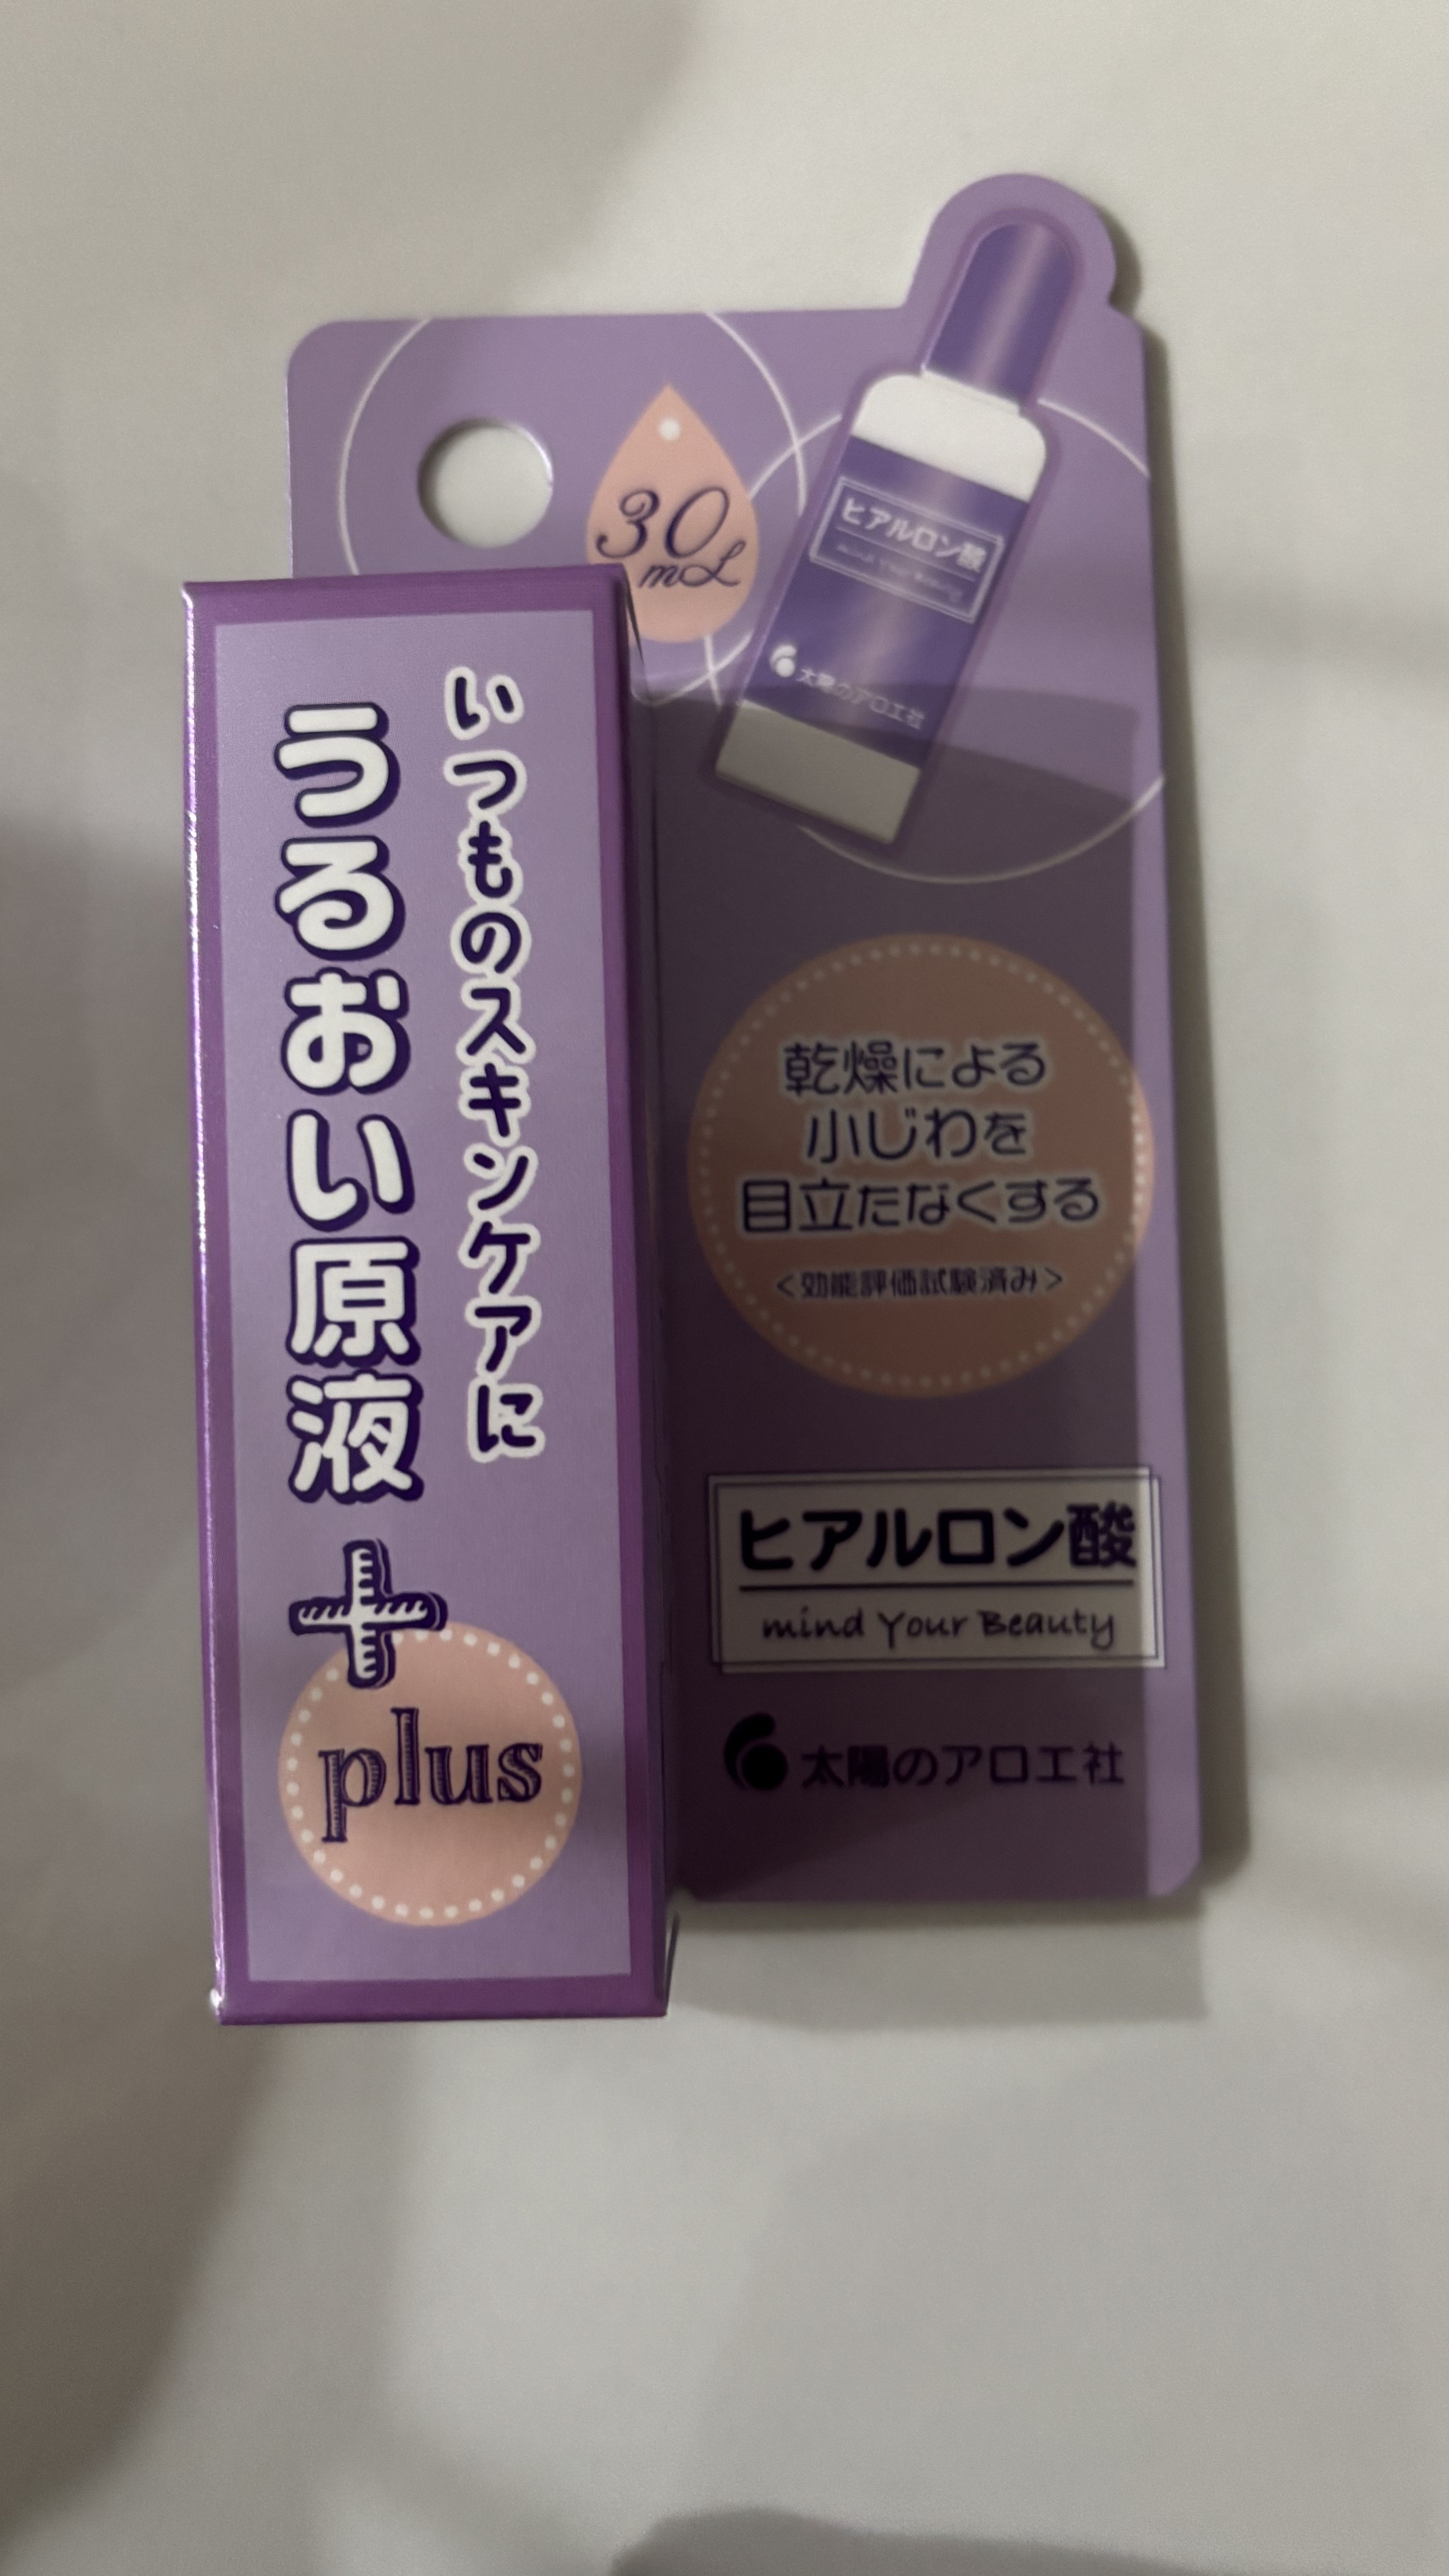 いつものスキンケアに
うるおい原液
+
plus
30
mL
ヒアルロン酸
mind Your Beauty
太陽のアロエ社
乾燥による
小じわを
目立たなくする
<効能評価試験済み>
ヒアルロン酸
mind Your Beauty
太陽のアロエ社